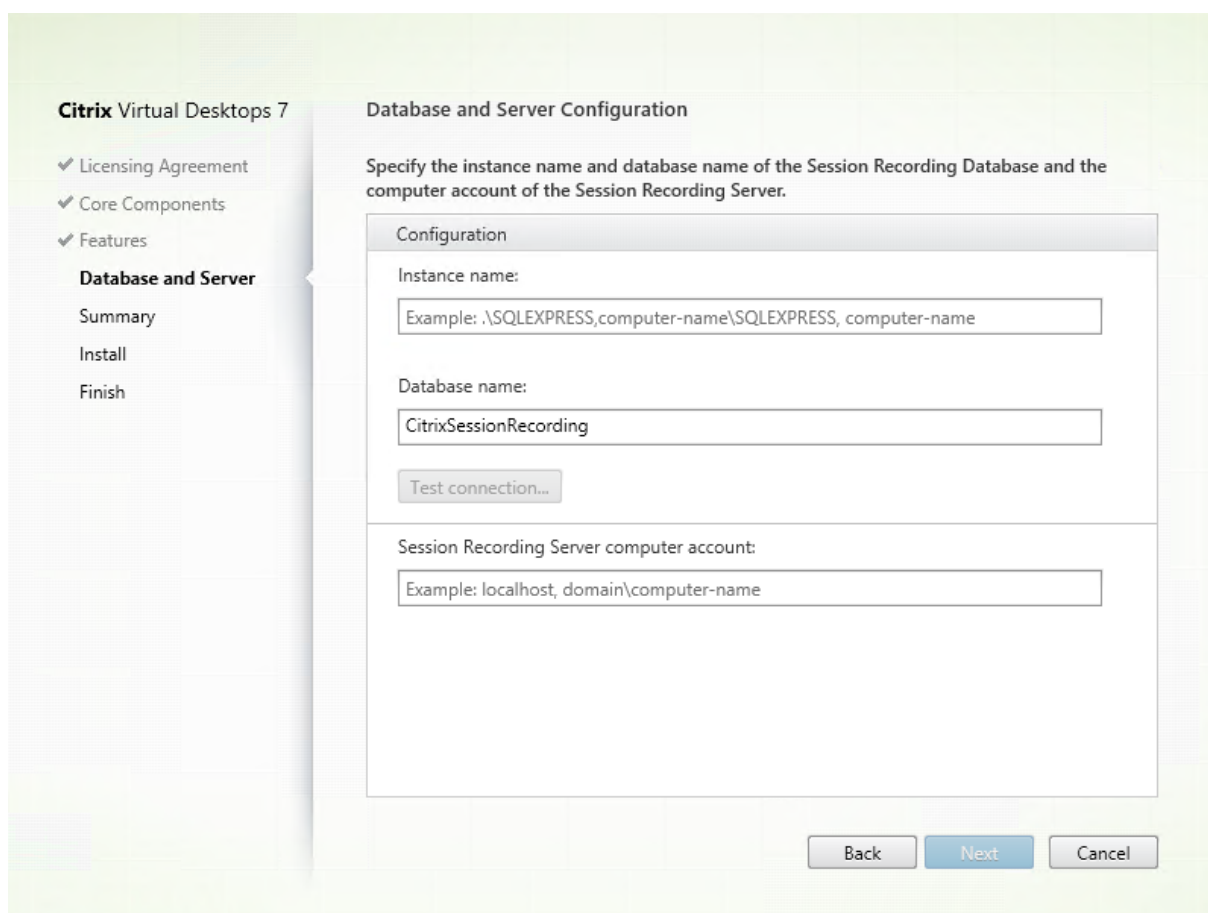 Citrix Virtual Desktops 7
✔ Licensing Agreement
✔ Core Components
✔ Features
Database and Server
Summary
Install
Finish
Database and Server Configuration
Specify the instance name and database name of the Session Recording Database and the
computer account of the Session Recording Server.
Configuration
Instance name:
Example: .\SQLEXPRESS,computer-name\SQLEXPRESS, computer-name
Database name:
CitrixSessionRecording
Test connection...
Session Recording Server computer account:
Example: localhost, domain\computer-name
Back Next Cancel